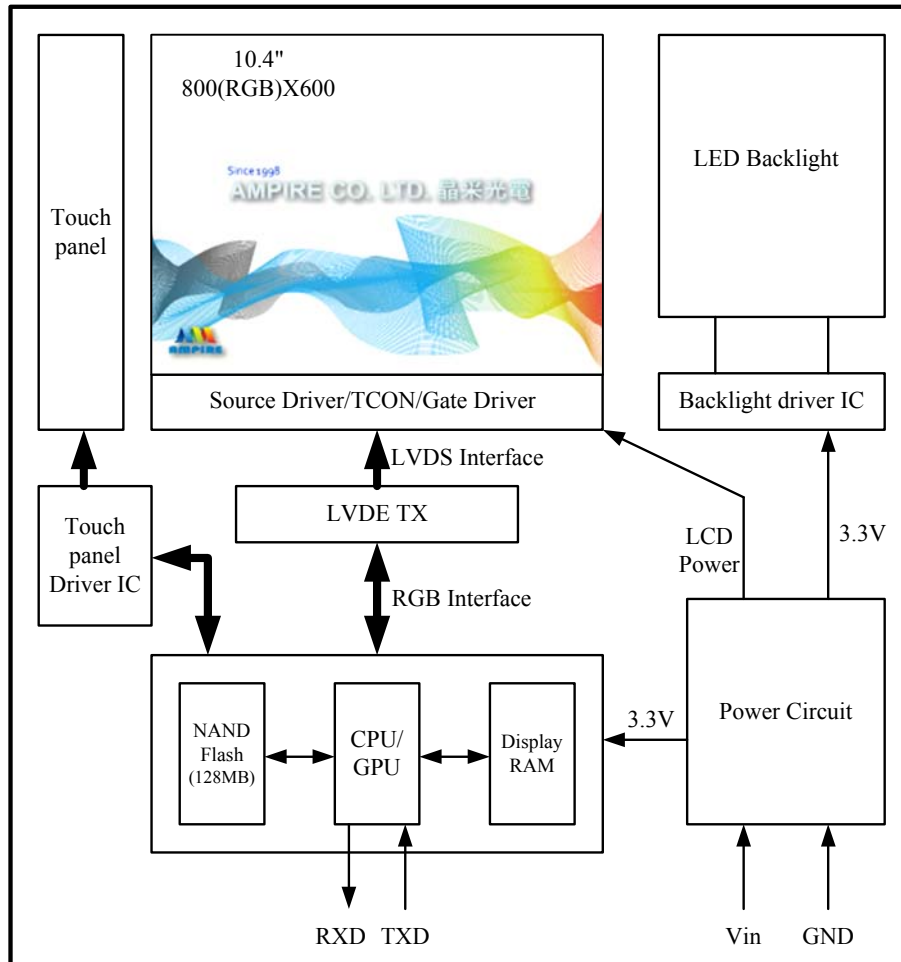 10.4"
800(RGB)X600
Since1998
AMPIRE CO. LTD. 晶采光電
AMPIRE
Touch
panel
LED Backlight
Source Driver/TCON/Gate Driver
Backlight driver IC
LVDS Interface
Touch
panel
Driver IC
LVDE TX
LCD
Power
3.3V
RGB Interface
NAND
Flash
(128MB)
CPU/
GPU
Display
RAM
3.3V
Power Circuit
RXD
TXD
Vin
GND